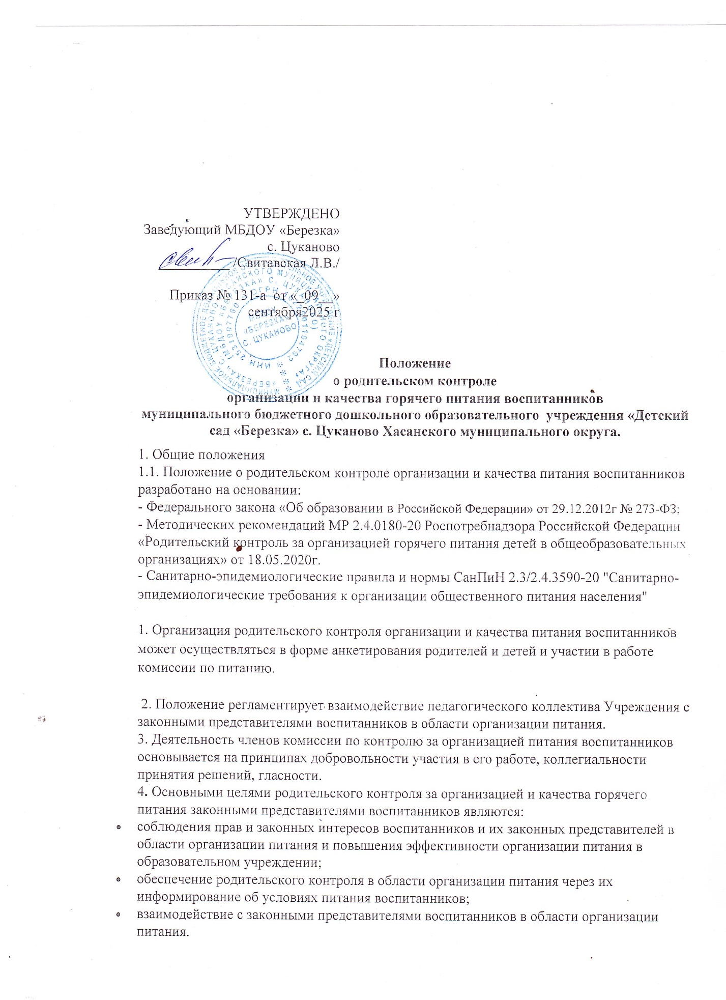 УТВЕРЖДЕНО
Заведующий МБДОУ «Березка»
с. Цуканово
__________/Свитавская Л.В./
Приказ № 131-а от «_09__»
сентября2025 г
МБДОУ
«БЕРЕЗКА»
С. ЦУКАНОВО
Положение
о родительском контроле
организации и качества горячего питания воспитанников
муниципального бюджетного дошкольного образовательного учреждения «Детский
сад «Березка» с. Цуканово Хасанского муниципального округа.
1. Общие положения
1.1. Положение о родительском контроле организации и качества питания воспитанников
разработано на основании:
- Федерального закона «Об образовании в Российской Федерации» от 29.12.2012г № 273-ФЗ;
- Методических рекомендаций МР 2.4.0180-20 Роспотребнадзора Российской Федерации
«Родительский контроль за организацией горячего питания детей в общеобразовательных
организациях» от 18.05.2020г.
- Санитарно-эпидемиологические правила и нормы СанПиН 2.3/2.4.3590-20 "Санитарно-
эпидемиологические требования к организации общественного питания населения"
1. Организация родительского контроля организации и качества питания воспитанников
может осуществляться в форме анкетирования родителей и детей и участии в работе
комиссии по питанию.
2. Положение регламентирует взаимодействие педагогического коллектива Учреждения с
законными представителями воспитанников в области организации питания.
3. Деятельность членов комиссии по контролю за организацией питания воспитанников
основывается на принципах добровольности участия в его работе, коллегиальности
принятия решений, гласности.
4. Основными целями родительского контроля за организацией и качества горячего
питания законными представителями воспитанников являются:
• соблюдения прав и законных интересов воспитанников и их законных представителей в
области организации питания и повышения эффективности организации питания в
образовательном учреждении;
• обеспечение родительского контроля в области организации питания через их
информирование об условиях питания воспитанников;
• взаимодействие с законными представителями воспитанников в области организации
питания.